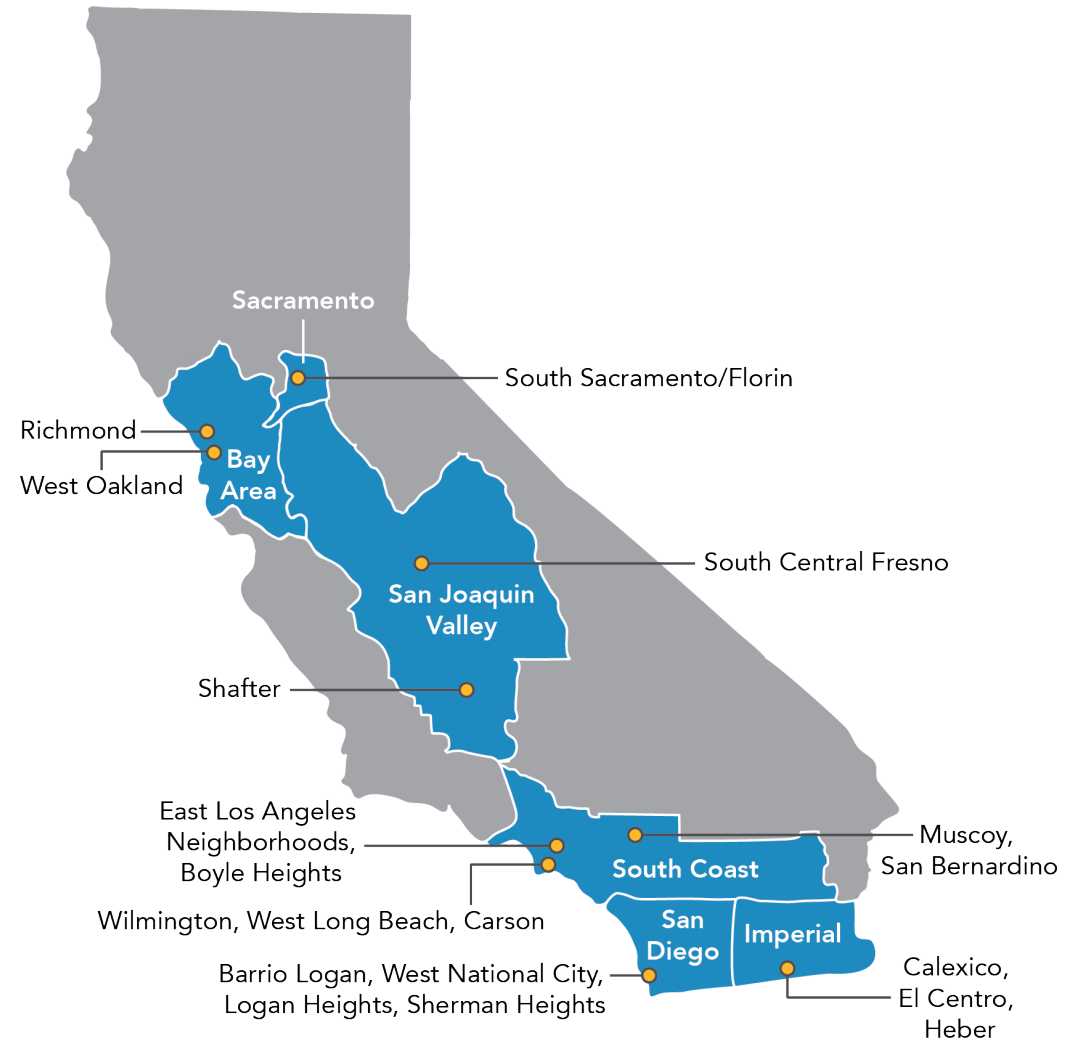 Sacramento
South Sacramento/Florin
Richmond
West Oakland
Bay
Area
South Central Fresno
San Joaquin
Valley
Shafter
East Los Angeles
Neighborhoods,
Boyle Heights
Muscoy,
San Bernardino
South Coast
Wilmington, West Long Beach, Carson
San
Diego
Imperial
Barrio Logan, West National City,
Logan Heights, Sherman Heights
Calexico,
El Centro,
Heber